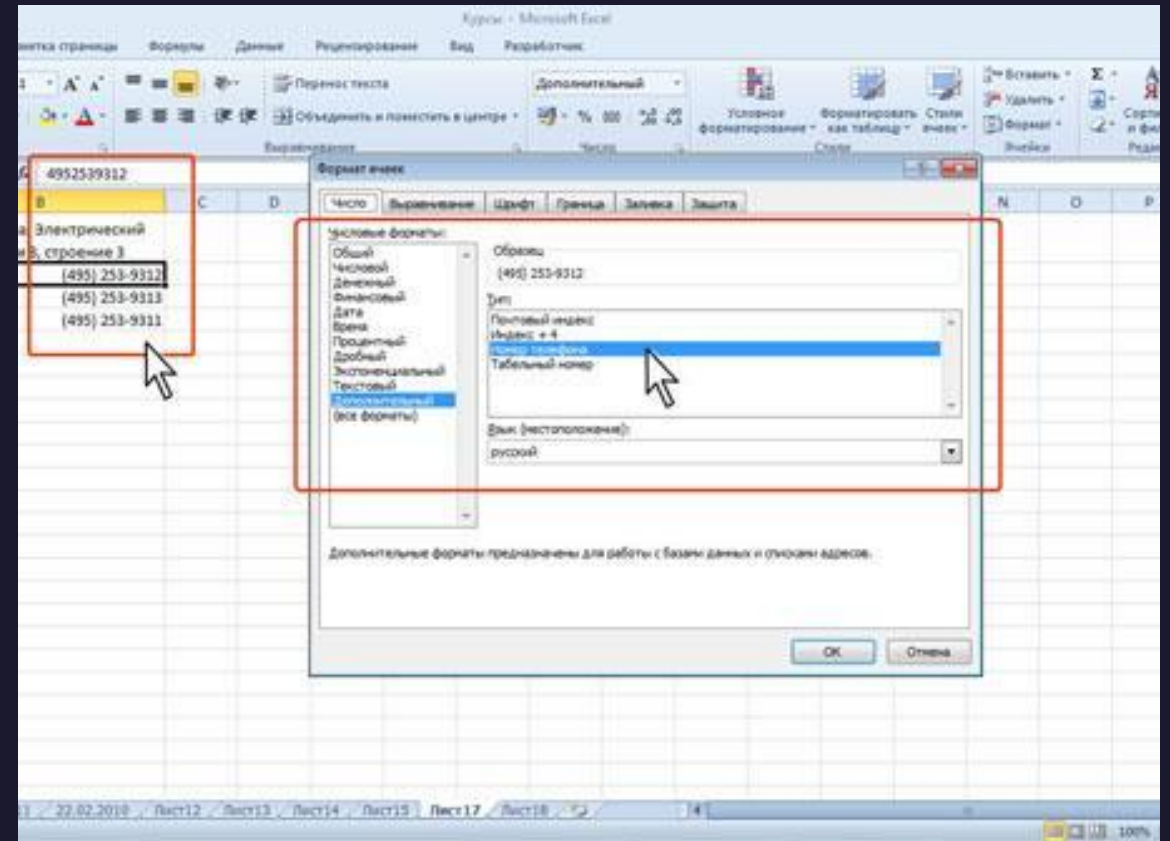 Курсы - Microsoft Excel
метка страницы Формулы Данные Рецензирование Вид Разработчик
Перенос текста
Дополнительный
Объединить и поместить в центре
% 000
Условное форматирование
Форматировать как таблицу
Стили ячеек
Вставить
Удалить
Формат
Σ
Выравнивание Число Стили Ячейки
4952539312
B C D N O P
Электрический
8, строение 3
(495) 253-9312
(495) 253-9313
(495) 253-9311
Формат ячеек
Число Выравнивание Шрифт Граница Заливка Защита
Числовые форматы:
Общий
Числовой
Денежный
Финансовый
Дата
Время
Процентный
Дробный
Экспоненциальный
Текстовый
Дополнительный
(все форматы)
Образец
(495) 253-9312
Тип:
Почтовый индекс
Индекс + 4
Номер телефона
Табельный номер
Язык (местоположение):
русский
Дополнительные форматы предназначены для работы с базами данных и списками адресов.
ОК Отмена
22.02.2010 Лист12 Лист13 Лист14 Лист15 Лист17 Лист18
100%